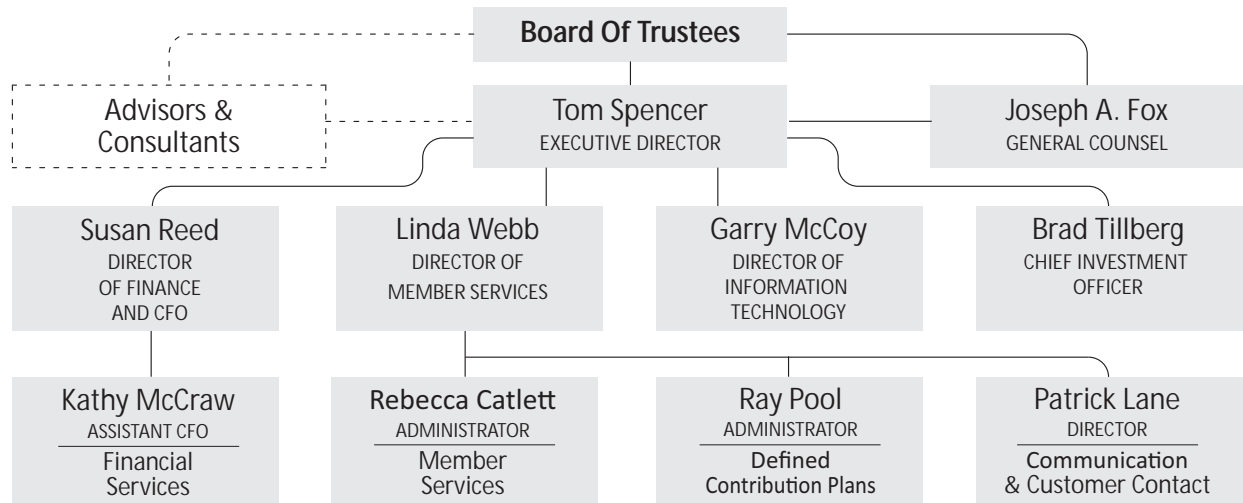 Board Of Trustees
Advisors &
Consultants
Tom Spencer
EXECUTIVE DIRECTOR
Joseph A. Fox
GENERAL COUNSEL
Susan Reed
DIRECTOR
OF FINANCE
AND CFO
Linda Webb
DIRECTOR OF
MEMBER SERVICES
Garry McCoy
DIRECTOR OF
INFORMATION
TECHNOLOGY
Brad Tillberg
CHIEF INVESTMENT
OFFICER
Kathy McCraw
ASSISTANT CFO
Financial
Services
Rebecca Catlett
ADMINISTRATOR
Member
Services
Ray Pool
ADMINISTRATOR
Defined
Contribution Plans
Patrick Lane
DIRECTOR
Communication
& Customer Contact